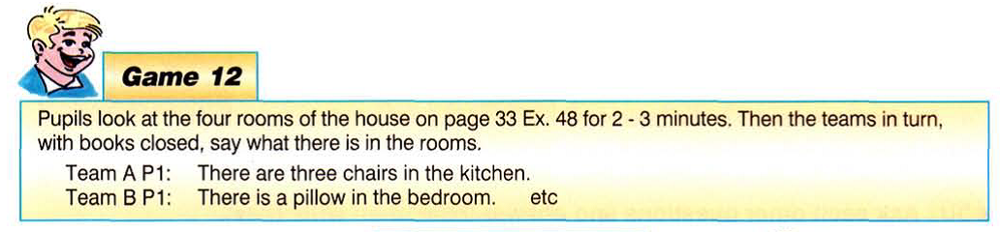 Game 12
Pupils look at the four rooms of the house on page 33 Ex. 48 for 2 - 3 minutes. Then the teams in turn,
with books closed, say what there is in the rooms.
Team A P1: There are three chairs in the kitchen.
Team B P1: There is a pillow in the bedroom. etc